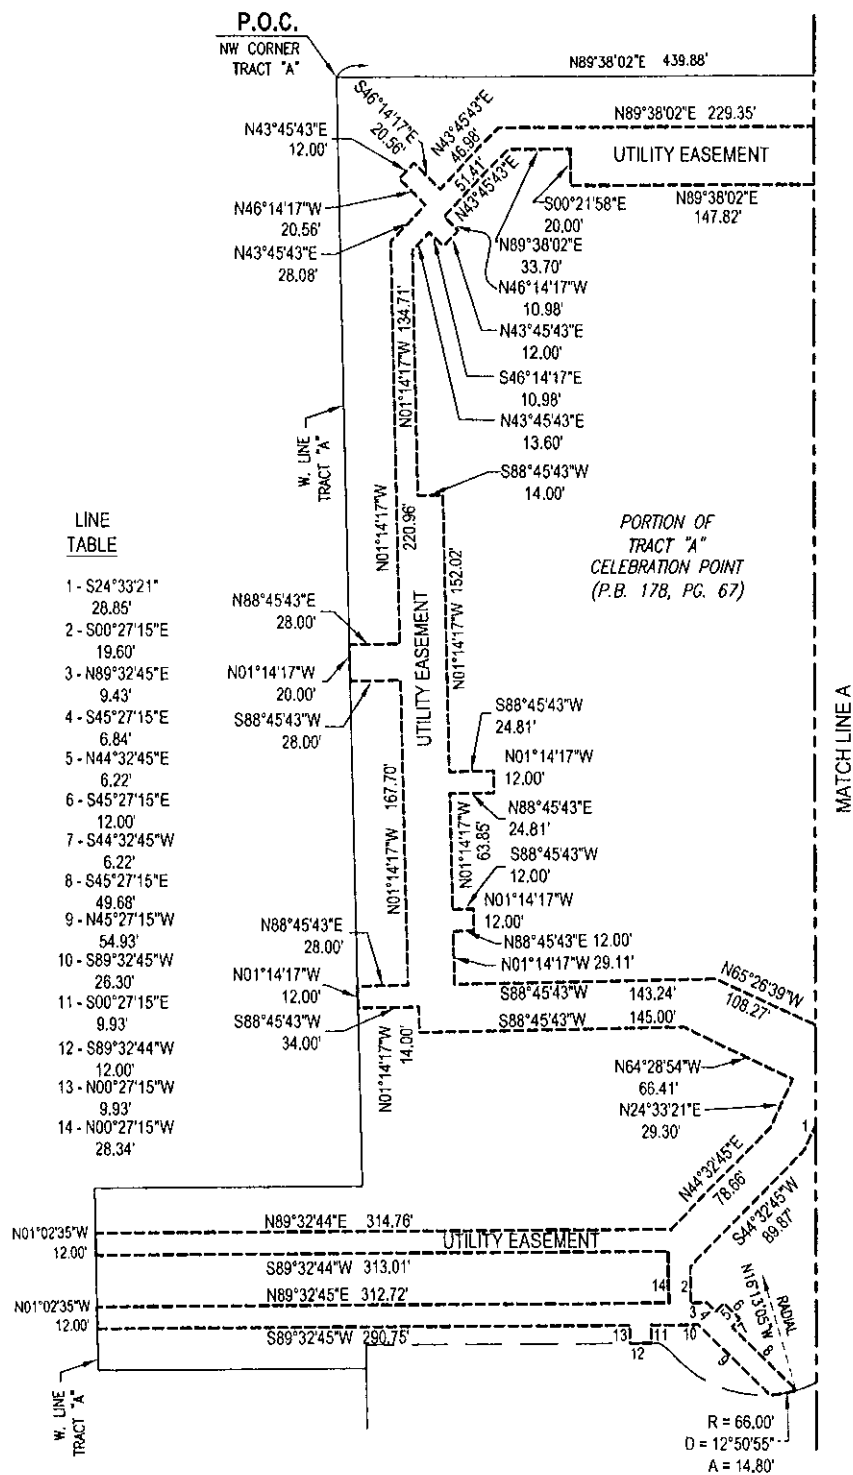 P.O.C.
NW CORNER
TRACT "A"
N89°38'02"E 439.88'
S46°14'17"E
20.56'
N43°45'43"E
46.98'
N89°38'02"E 229.35'
N43°45'43"E
12.00'
51.41'
N43°45'43"E
UTILITY EASEMENT
N46°14'17"W
20.56'
S00°21'58"E
20.00'
N89°38'02"E
147.82'
N43°45'43"E
28.08'
N89°38'02"E
33.70'
N46°14'17"W
10.98'
N43°45'43"E
12.00'
S46°14'17"E
10.98'
N43°45'43"E
13.60'
N01°14'17"W 134.71'
W. LINE
TRACT "A"
S88°45'43"W
14.00'
N01°14'17"W
220.96'
PORTION OF
TRACT "A"
CELEBRATION POINT
(P.B. 178, PG. 67)
N01°14'17"W 152.02'
UTILITY EASEMENT
N88°45'43"E
28.00'
N01°14'17"W
20.00'
S88°45'43"W
28.00'
S88°45'43"W
24.81'
N01°14'17"W
12.00'
N88°45'43"E
24.81'
MATCH LINE A
N01°14'17"W 167.70'
N01°14'17"W
63.85'
S88°45'43"W
12.00'
N01°14'17"W
12.00'
N88°45'43"E 12.00'
N01°14'17"W 29.11'
N88°45'43"E
28.00'
N01°14'17"W
12.00'
S88°45'43"W
34.00'
N01°14'17"W
14.00'
S88°45'43"W 143.24'
S88°45'43"W 145.00'
N65°26'39"W
108.27'
N64°28'54"W
66.41'
N24°33'21"E
29.30'
LINE
TABLE
1 - S24°33'21"
28.85'
2 - S00°27'15"E
19.60'
3 - N89°32'45"E
9.43'
4 - S45°27'15"E
6.84'
5 - N44°32'45"E
6.22'
6 - S45°27'15"E
12.00'
7 - S44°32'45"W
6.22'
8 - S45°27'15"E
49.68'
9 - N45°27'15"W
54.93'
10 - S89°32'45"W
26.30'
11 - S00°27'15"E
9.93'
12 - S89°32'44"W
12.00'
13 - N00°27'15"W
9.93'
14 - N00°27'15"W
28.34'
1
N44°32'45"E
78.66'
S44°32'45"W
89.87'
N01°02'35"W
12.00'
N89°32'44"E 314.76'
UTILITY EASEMENT
S89°32'44"W 313.01'
N01°02'35"W
12.00'
N89°32'45"E 312.72'
S89°32'45"W 290.75'
14
2
3
4
5
6
7
8
9
10
11
12
13
N16°13'05"W
RADIAL
W. LINE
TRACT "A"
R = 66.00'
D = 12°50'55"
A = 14.80'